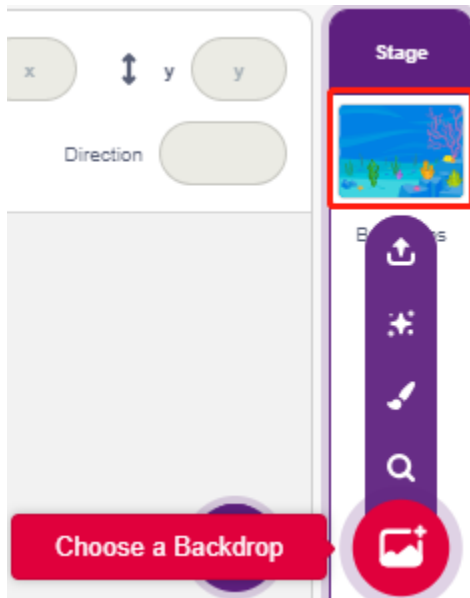 Stage
x
y
y
Direction
Choose a Backdrop